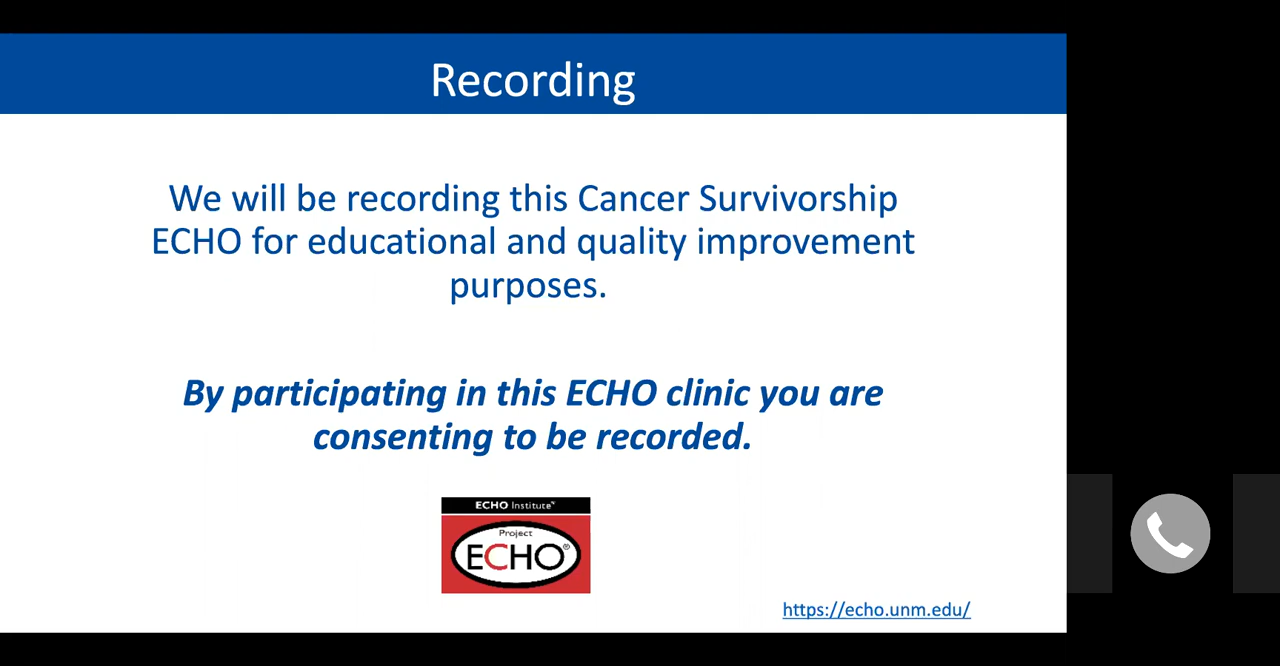 Recording
We will be recording this Cancer Survivorship
ECHO for educational and quality improvement
purposes.
By participating in this ECHO clinic you are
consenting to be recorded.
ECHO Institute™
Project
ECHO®
https://echo.unm.edu/